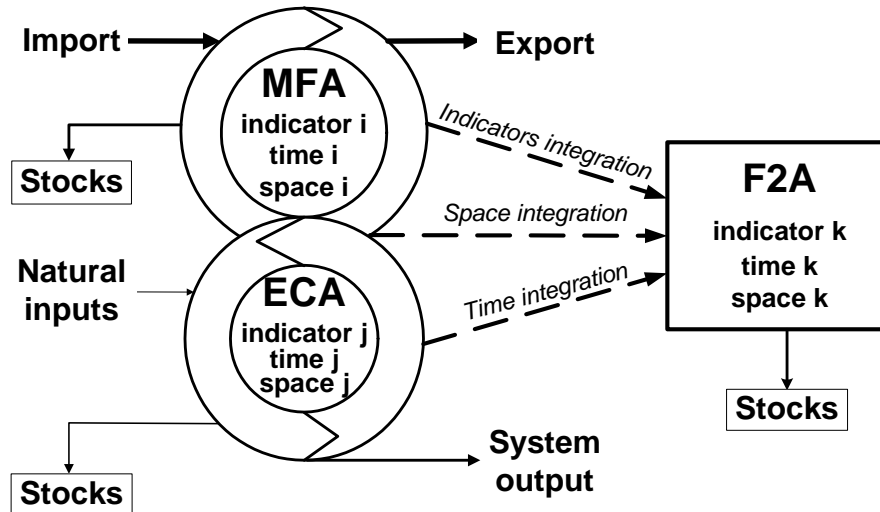 Import
Export
MFA
indicator i
time i
space i
Stocks
Indicators integration
Space integration
Time integration
F2A
indicator k
time k
space k
Stocks
Natural
inputs
ECA
indicator j
time j
space j
Stocks
System
output